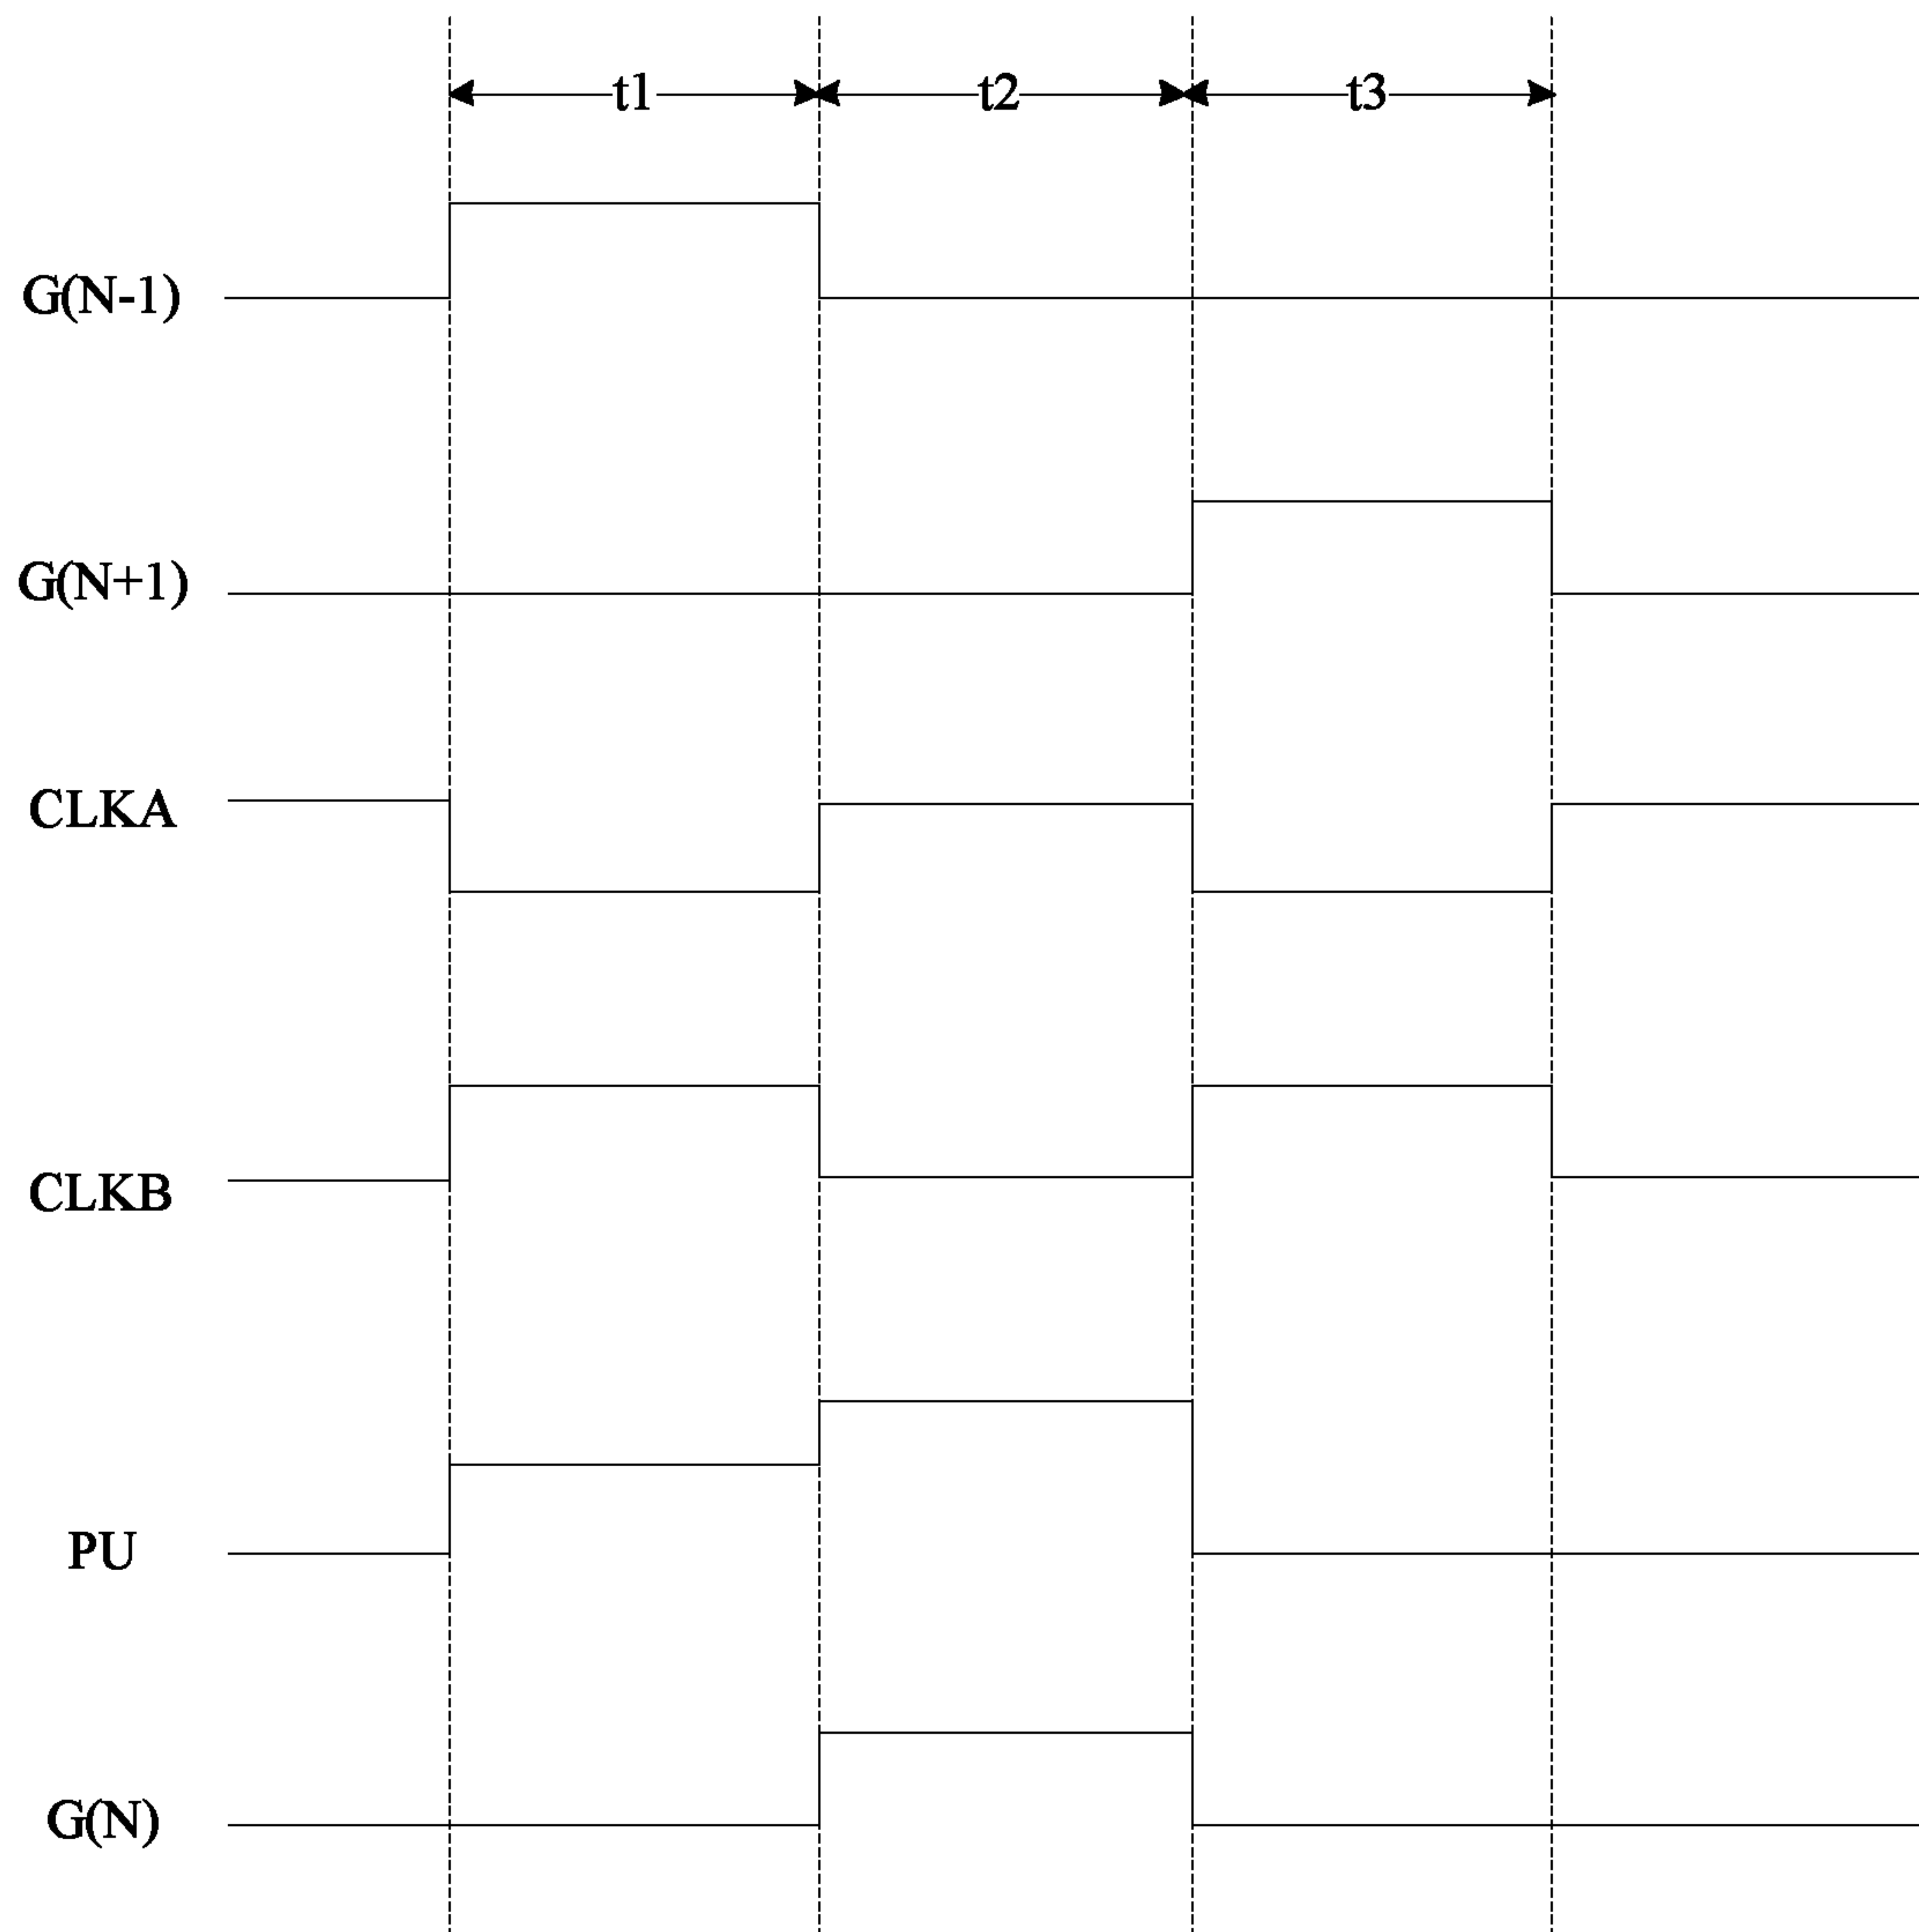 t1 t2 t3
G(N-1)
G(N+1)
CLKA
CLKB
PU
G(N)